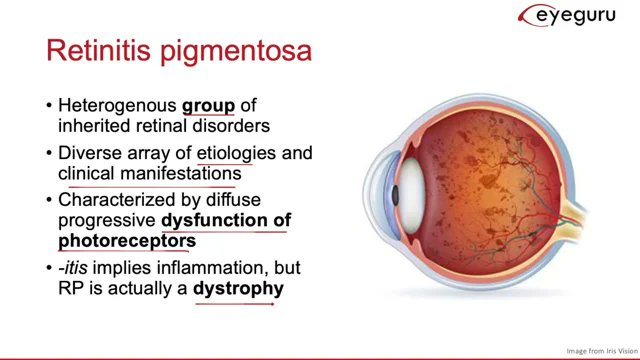 eyeguru
Retinitis pigmentosa
• Heterogenous group of
inherited retinal disorders
• Diverse array of etiologies and
clinical manifestations
• Characterized by diffuse
progressive dysfunction of
photoreceptors
• -itis implies inflammation, but
RP is actually a dystrophy
Image from Iris Vision